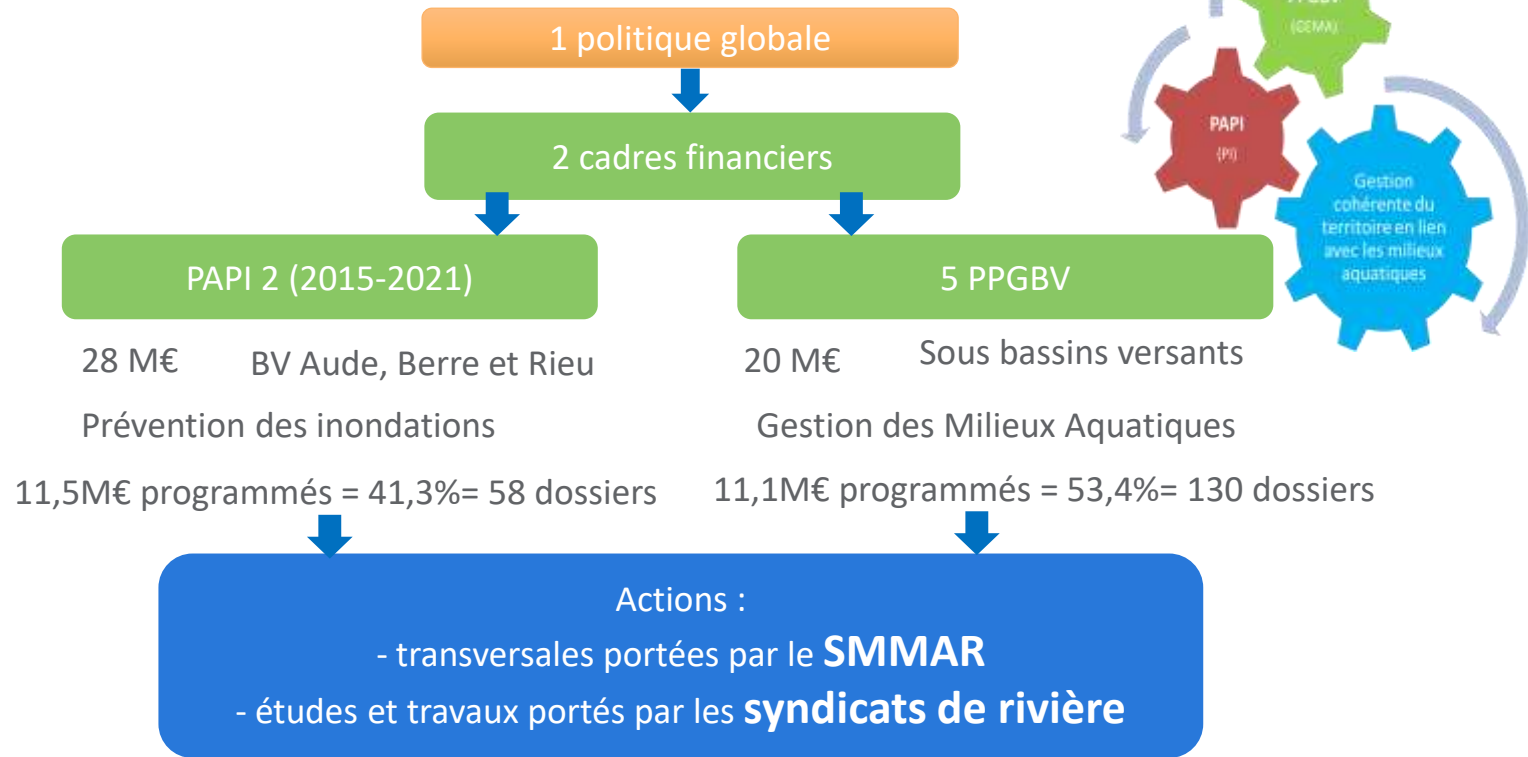 1 politique globale
2 cadres financiers
PAPI 2 (2015-2021)
5 PPGBV
28 M€
BV Aude, Berre et Rieu
20 M€
Sous bassins versants
Prévention des inondations
Gestion des Milieux Aquatiques
11,5M€ programmés = 41,3%= 58 dossiers
11,1M€ programmés = 53,4%= 130 dossiers
Actions :
- transversales portées par le SMMAR
- études et travaux portés par les syndicats de rivière
(GEMA)
PAPI
(PI)
Gestion
cohérente du
territoire en lien
avec les milieux
aquatiques